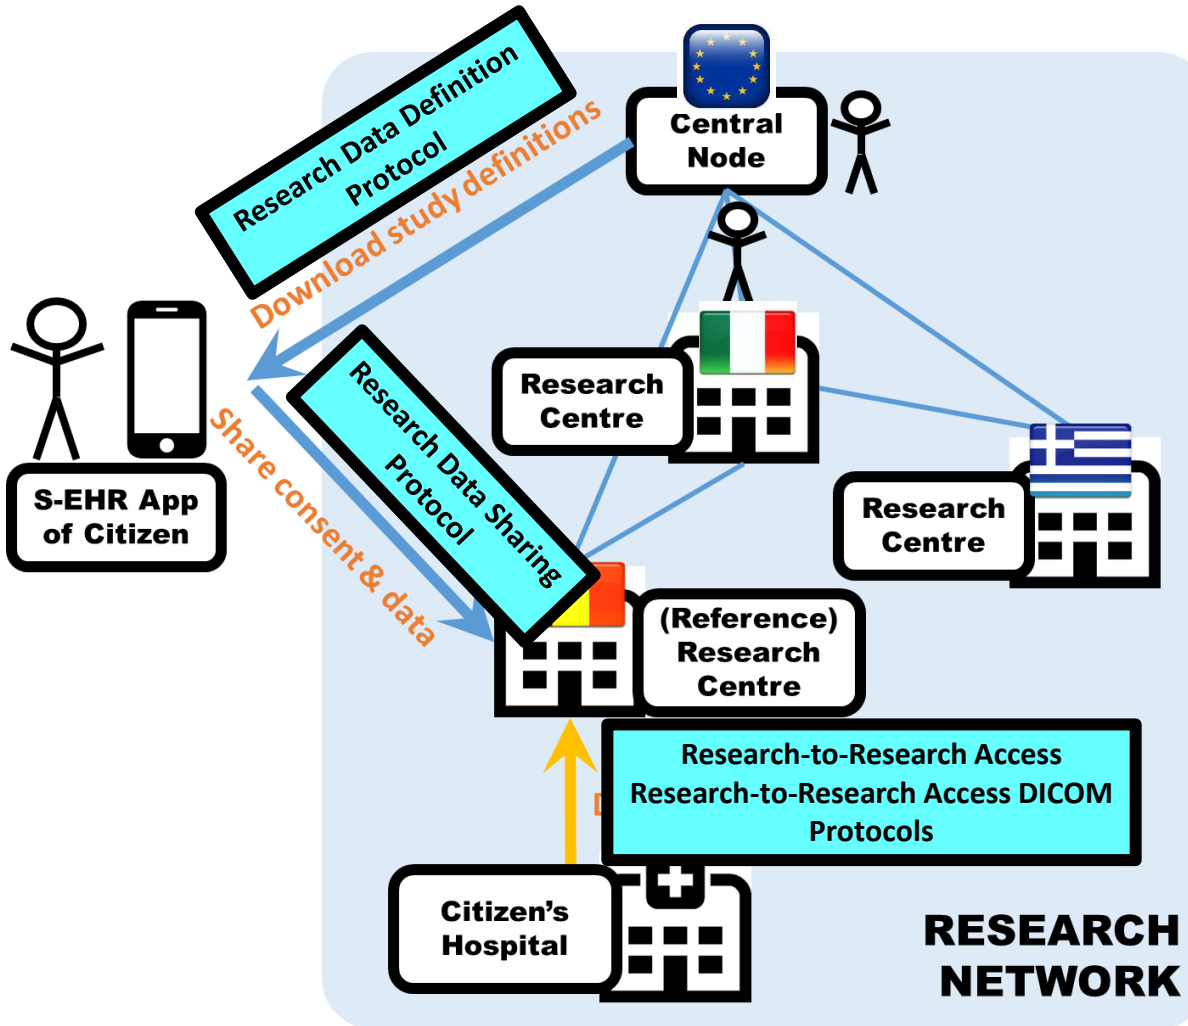 Research Data Definition
Protocol
Download study definitions
Central
Node
Research
Centre
Research
Centre
S-EHR App
of Citizen
Research Data Sharing
Protocol
Share consent & data
(Reference)
Research
Centre
Research-to-Research Access
Research-to-Research Access DICOM
Protocols
Citizen's
Hospital
RESEARCH
NETWORK